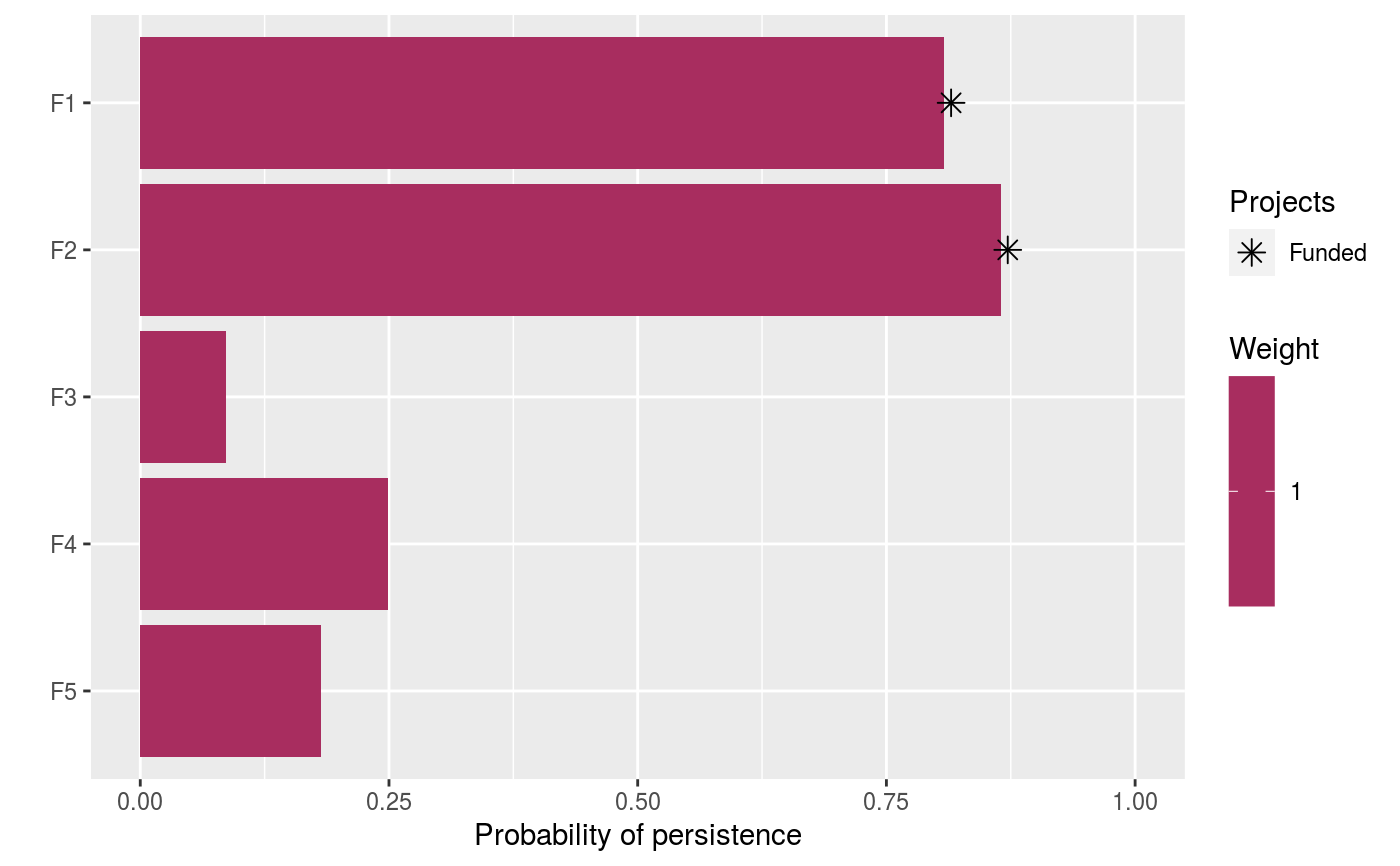 F1
F2
F3
F4
F5
0.00
0.25
0.50
0.75
1.00
Probability of persistence
Projects
Funded
Weight
1